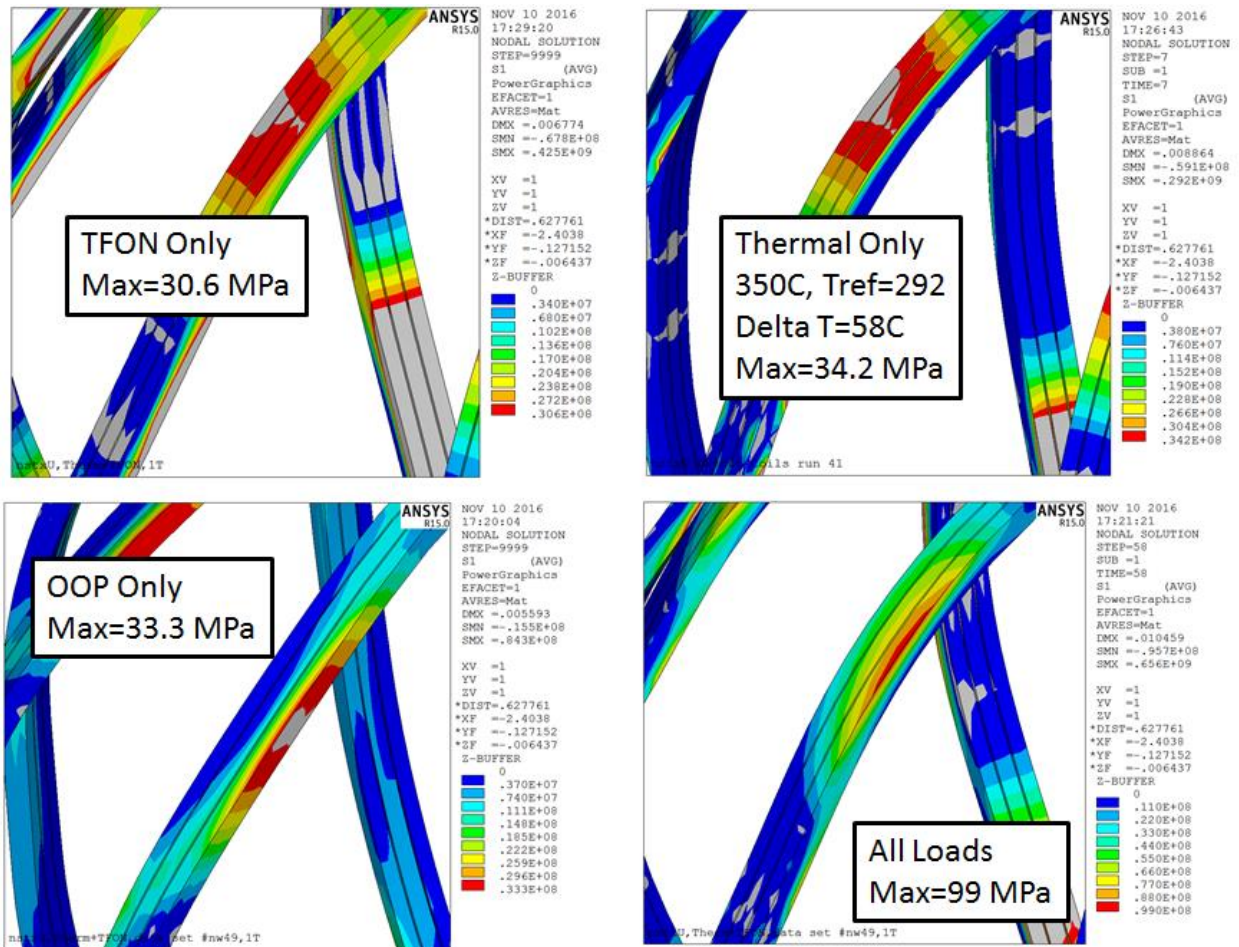 ANSYS
R15.0
NOV 10 2016
17:29:20
NODAL SOLUTION
STEP=9999
S1 (AVG)
PowerGraphics
EFACET=1
AVRES=Mat
DMX =.006774
SMN =-.678E+08
SMX =.425E+09
XV =1
YV =1
ZV =1
*DIST=.627761
*XF =-2.4038
*YF =-.127152
*ZF =-.006437
Z-BUFFER
0
.340E+07
.680E+07
.102E+08
.136E+08
.170E+08
.204E+08
.238E+08
.272E+08
.306E+08
TFON Only
Max=30.6 MPa
ANSYS
R15.0
NOV 10 2016
17:26:43
NODAL SOLUTION
STEP=7
SUB =1
TIME=7
S1 (AVG)
PowerGraphics
EFACET=1
AVRES=Mat
DMX =.008864
SMN =-.591E+08
SMX =.292E+09
XV =1
YV =1
ZV =1
*DIST=.627761
*XF =-2.4038
*YF =-.127152
*ZF =-.006437
Z-BUFFER
0
.380E+07
.760E+07
.114E+08
.152E+08
.190E+08
.228E+08
.266E+08
.304E+08
.342E+08
Thermal Only
350C, Tref=292
Delta T=58C
Max=34.2 MPa
run 41
ANSYS
R15.0
NOV 10 2016
17:20:04
NODAL SOLUTION
STEP=9999
S1 (AVG)
PowerGraphics
EFACET=1
AVRES=Mat
DMX =.005593
SMN =-.155E+08
SMX =.843E+08
XV =1
YV =1
ZV =1
*DIST=.627761
*XF =-2.4038
*YF =-.127152
*ZF =-.006437
Z-BUFFER
0
.370E+07
.740E+07
.111E+08
.148E+08
.185E+08
.222E+08
.259E+08
.296E+08
.333E+08
OOP Only
Max=33.3 MPa
set #nw49,1T
ANSYS
R15.0
NOV 10 2016
17:21:21
NODAL SOLUTION
STEP=58
SUB =1
TIME=58
S1 (AVG)
PowerGraphics
EFACET=1
AVRES=Mat
DMX =.010459
SMN =-.957E+08
SMX =.656E+09
XV =1
YV =1
ZV =1
*DIST=.627761
*XF =-2.4038
*YF =-.127152
*ZF =-.006437
Z-BUFFER
0
.110E+08
.220E+08
.330E+08
.440E+08
.550E+08
.660E+08
.770E+08
.880E+08
.990E+08
All Loads
Max=99 MPa
set #nw49,1T